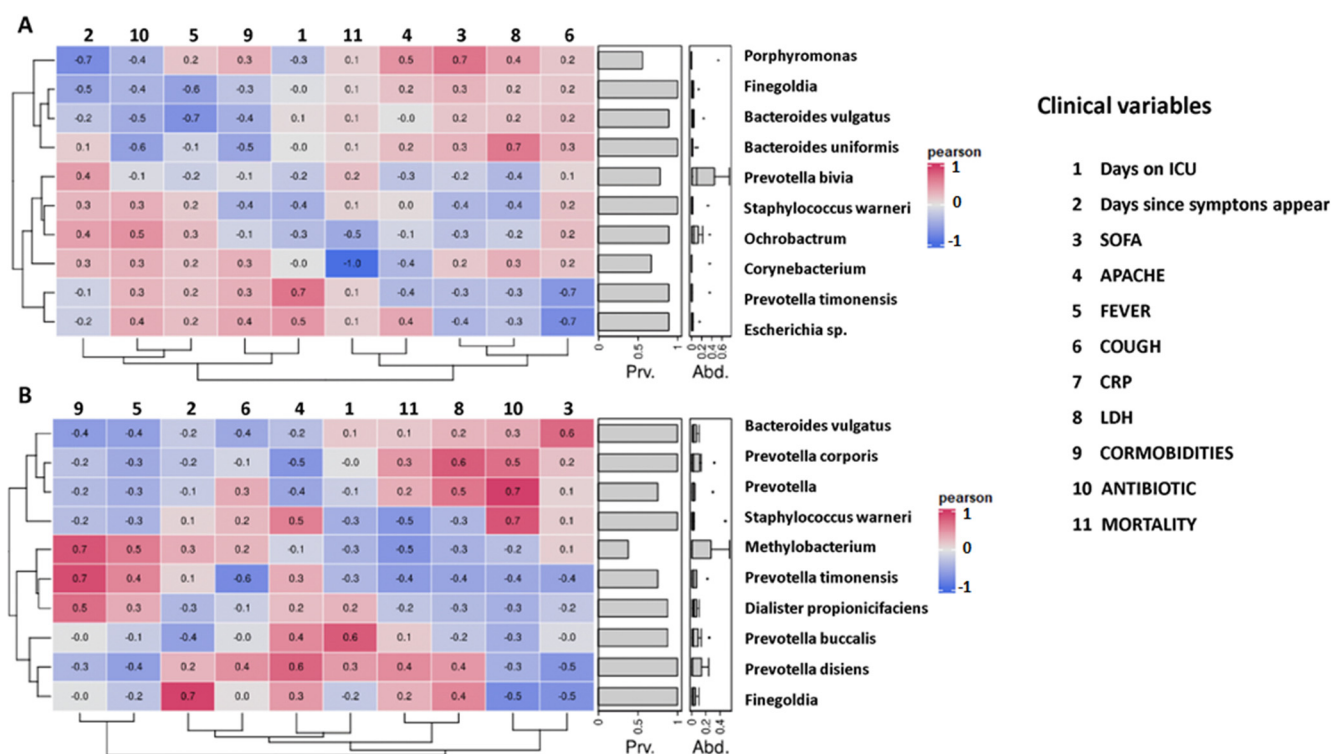 A
2 10 5 9 1 11 4 3 8 6
-0.7 -0.4 0.2 0.3 -0.3 0.1 0.5 0.7 0.4 0.2 Porphyromonas
-0.5 -0.4 -0.6 -0.3 -0.0 0.1 0.2 0.3 0.2 0.2 Finegoldia
-0.2 -0.5 -0.7 -0.4 0.1 0.1 -0.0 0.2 0.2 0.2 Bacteroides vulgatus
0.1 -0.6 -0.1 -0.5 -0.0 0.1 0.2 0.3 0.7 0.3 Bacteroides uniformis
0.4 -0.1 -0.2 -0.1 -0.2 0.2 -0.2 -0.4 -0.2 0.1 Prevotella bivia
0.3 0.3 0.2 -0.4 -0.4 0.1 0.0 -0.4 -0.4 0.2 Staphylococcus warneri
0.4 0.5 0.3 -0.1 -0.3 -0.5 -0.1 -0.3 -0.2 0.2 Ochrobactrum
0.3 0.3 0.2 0.3 -0.0 -1.0 -0.4 0.2 0.3 0.2 Corynebacterium
-0.1 0.3 0.2 0.3 0.7 0.1 -0.4 -0.3 -0.3 -0.7 Prevotella timonensis
-0.2 0.4 0.2 0.4 0.5 0.1 0.4 -0.4 -0.3 -0.7 Escherichia sp.
0 0.5 1 0 0.2 0.4 0.6
Prv. Abd.
pearson
1
0
-1
B
9 5 2 6 4 1 11 8 10 3
-0.4 -0.4 -0.2 -0.4 -0.2 0.1 0.1 0.2 0.3 0.6 Bacteroides vulgatus
-0.2 -0.3 -0.2 -0.1 -0.5 -0.0 0.3 0.6 0.5 0.2 Prevotella corporis
-0.2 -0.3 -0.1 0.3 -0.4 -0.1 0.2 0.5 0.7 0.1 Prevotella
-0.2 -0.3 0.1 0.2 0.5 -0.3 -0.5 -0.3 0.7 0.1 Staphylococcus warneri
0.7 0.5 0.3 0.2 -0.1 -0.3 -0.5 -0.3 -0.2 0.1 Methylobacterium
0.7 0.4 0.1 -0.6 0.3 -0.3 -0.4 -0.4 -0.4 -0.4 Prevotella timonensis
0.5 0.3 -0.3 -0.1 0.2 0.2 -0.2 -0.3 -0.3 -0.2 Dialister propionicifaciens
-0.0 -0.1 -0.4 -0.0 0.4 0.6 0.1 -0.2 -0.3 -0.0 Prevotella buccalis
-0.3 -0.4 0.2 0.4 0.6 0.3 0.4 0.4 -0.3 -0.5 Prevotella disiens
-0.0 -0.2 0.7 0.0 0.3 -0.2 0.2 0.4 -0.5 -0.5 Finegoldia
0 0.5 1 0 0.2 0.4
Prv. Abd.
pearson
1
0
-1
Clinical variables
1 Days on ICU
2 Days since symptons appear
3 SOFA
4 APACHE
5 FEVER
6 COUGH
7 CRP
8 LDH
9 CORMOBIDITIES
10 ANTIBIOTIC
11 MORTALITY